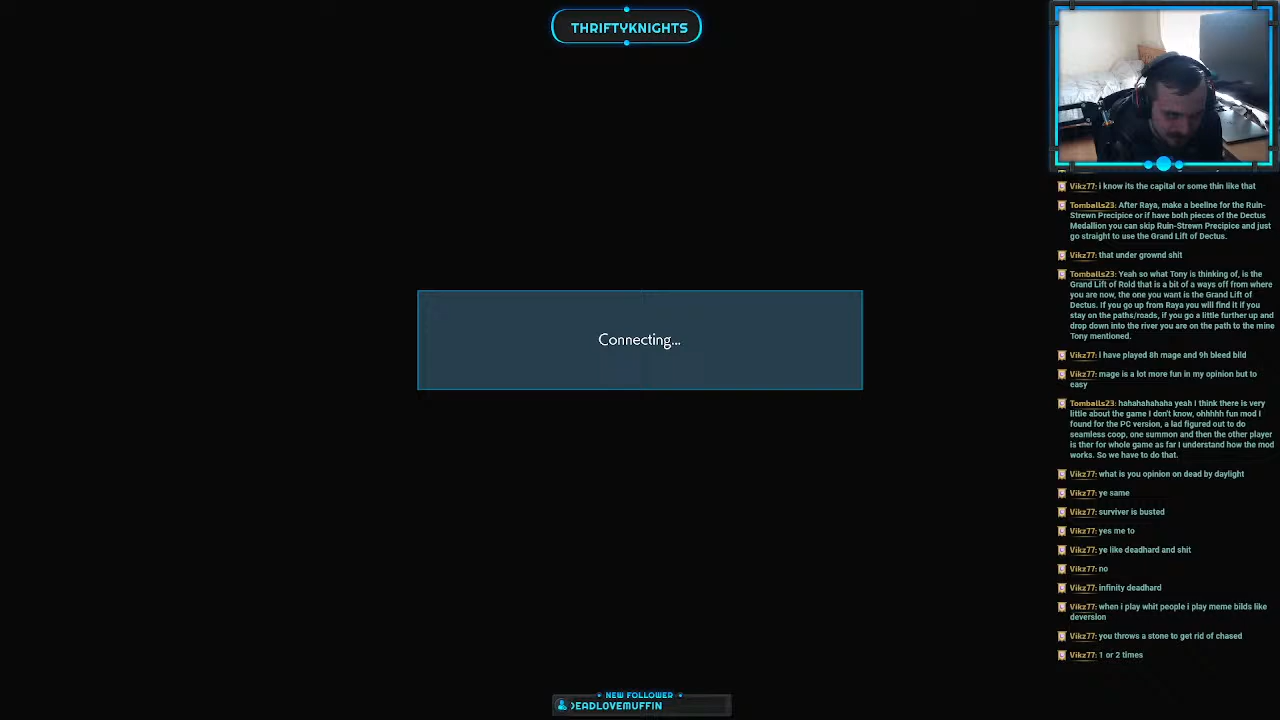 THRIFTYKNIGHTS
Connecting...
Vikz77: i know its the capital or some thin like that
Tomballs23: After Raya, make a beeline for the Ruin-
Strewn Precipice or if have both pieces of the Dectus
Medallion you can skip Ruin-Strewn Precipice and just
go straight to use the Grand Lift of Dectus.
Vikz77: that under grownd shit
Tomballs23: Yeah so what Tony is thinking of, is the
Grand Lift of Rold that is a bit of a ways off from where
you are now, the one you want is the Grand Lift of
Dectus. If you go up from Raya you will find it if you
stay on the paths/roads, if you go a little further up and
drop down into the river you are on the path to the mine
Tony mentioned.
Vikz77: i have played 8h mage and 9h bleed bild
Vikz77: mage is a lot more fun in my opinion but to
easy
Tomballs23: hahahahahaha yeah I think there is very
little about the game I don't know, ohhhhh fun mod I
found for the PC version, a lad figured out to do
seamless coop, one summon and then the other player
is ther for whole game as far I understand how the mod
works. So we have to do that.
Vikz77: what is you opinion on dead by daylight
Vikz77: ye same
Vikz77: surviver is busted
Vikz77: yes me to
Vikz77: ye like deadhard and shit
Vikz77: no
Vikz77: infinity deadhard
Vikz77: when i play whit people i play meme bilds like
deversion
Vikz77: you throws a stone to get rid of chased
Vikz77: 1 or 2 times
NEW FOLLOWER
EADLOVEMUFFIN